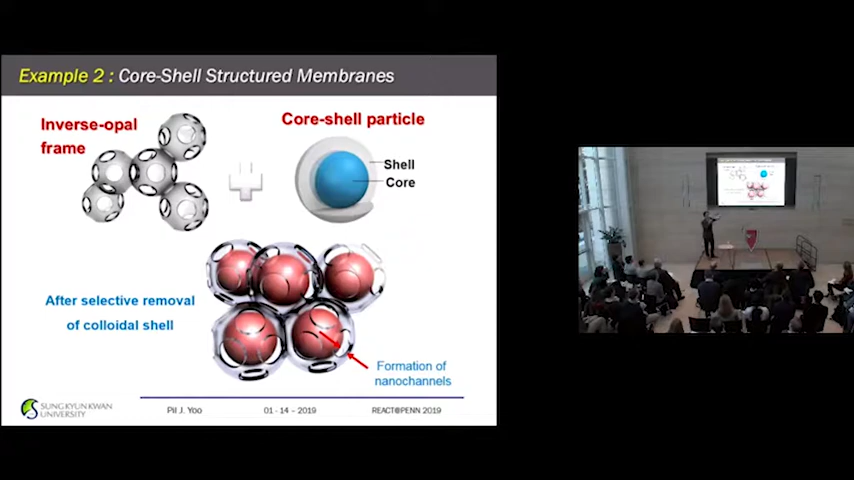 Example 2 : Core-Shell Structured Membranes
Inverse-opal
frame
Core-shell particle
Shell
Core
After selective removal
of colloidal shell
Formation of
nanochannels
SUNG KYUN KWAN
UNIVERSITY
Pil J. Yoo
01 - 14 – 2019
REACT@PENN 2019